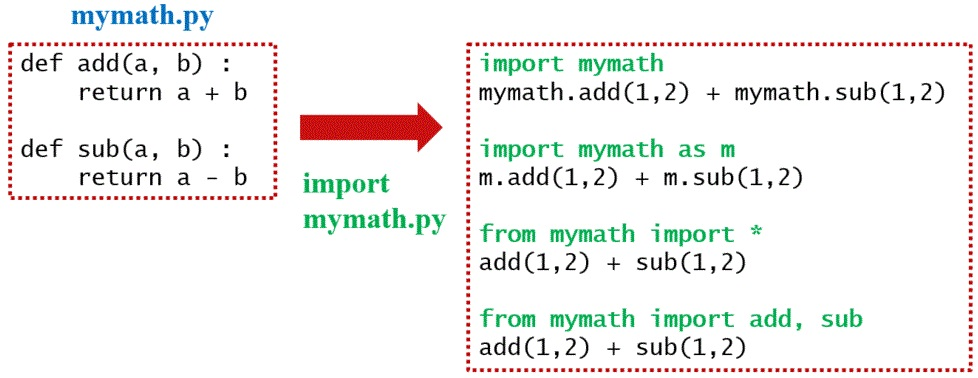 mymath.py
def add(a, b) :
    return a + b
def sub(a, b) :
    return a - b
import
mymath.py
import mymath
mymath.add(1,2) + mymath.sub(1,2)
import mymath as m
m.add(1,2) + m.sub(1,2)
from mymath import *
add(1,2) + sub(1,2)
from mymath import add, sub
add(1,2) + sub(1,2)